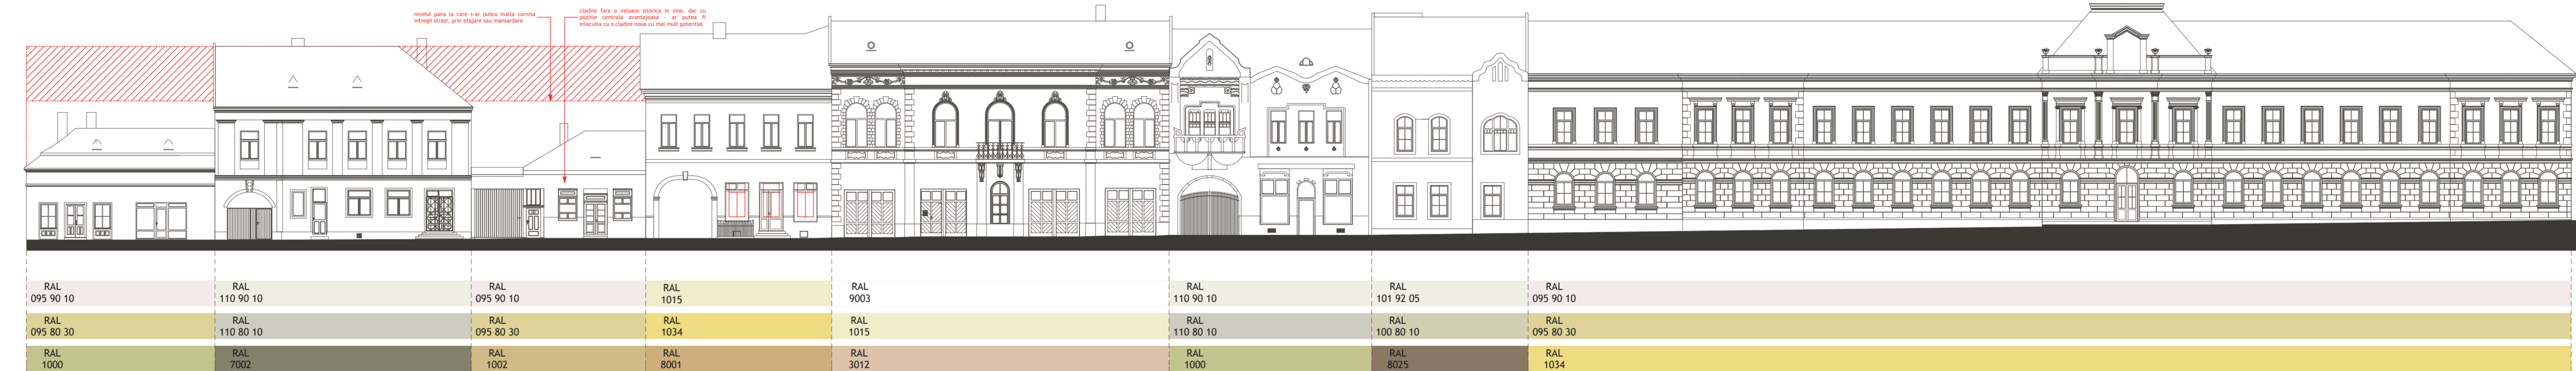 nivelul pana la care s-ar putea inalta cornisa
intregii strazi, prin etajare sau mansardare
cladire fara o valoare istorica in sine, dar cu
pozitie centrala avantajoasa - ar putea fi
inlocuita cu o cladire noua cu mai mult potential
RAL RAL RAL RAL RAL RAL RAL RAL
095 90 10 110 90 10 095 90 10 1015 9003 110 90 10 101 92 05 095 90 10
RAL RAL RAL RAL RAL RAL RAL RAL
095 80 30 110 80 10 095 80 30 1034 1015 110 80 10 100 80 10 095 80 30
RAL RAL RAL RAL RAL RAL RAL RAL
1000 7002 1002 8001 3012 1000 8025 1034